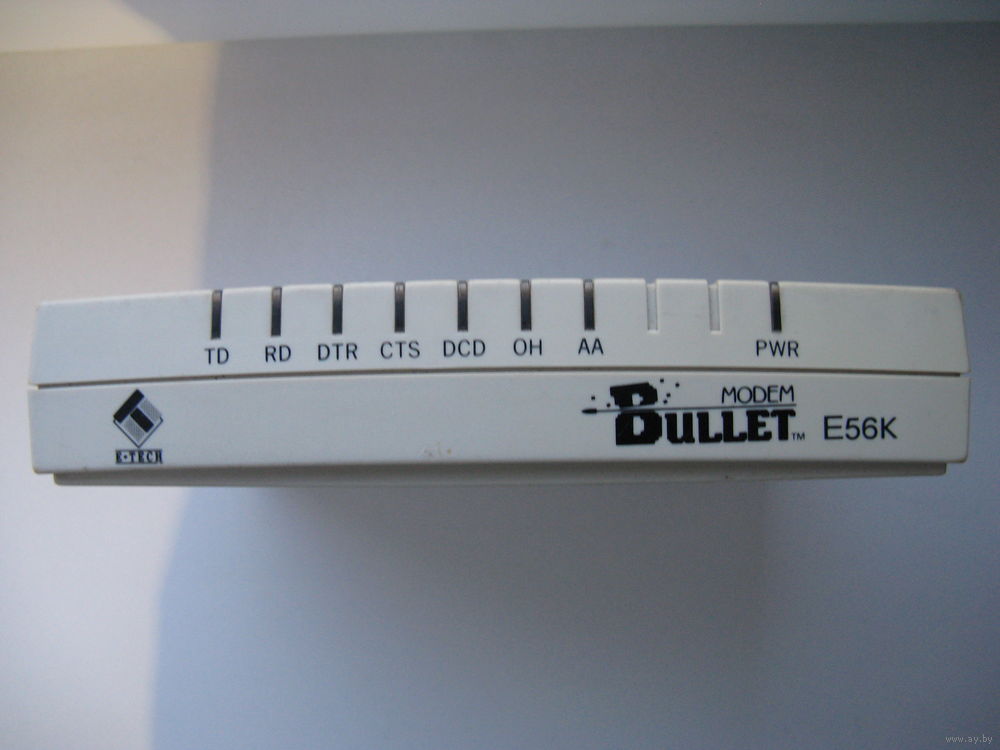 TD RD DTR CTS DCD OH AA PWR
E-TECH
MODEM
BULLET™ E56K
www.ay.by